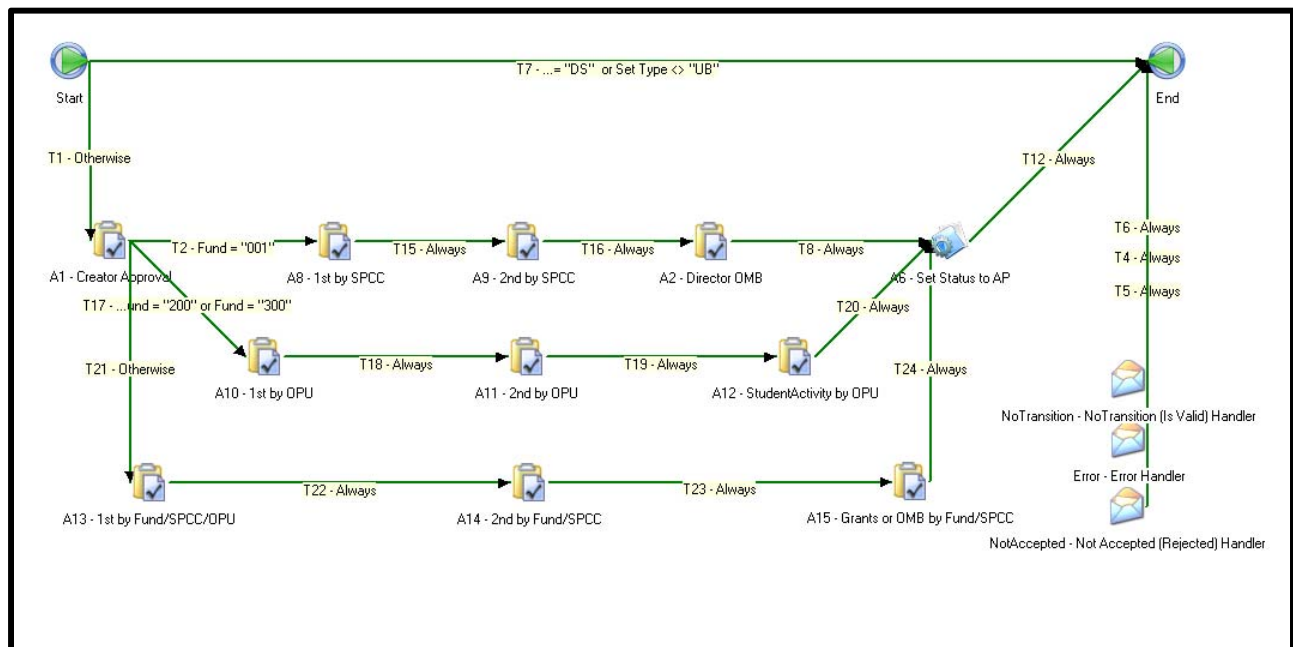 T7 - ...= "DS" or Set Type <> "UB"
Start
End
T1 - Otherwise
T12 - Always
T6 - Always
T2 - Fund = "001"
T15 - Always
T16 - Always
T8 - Always
T4 - Always
A1 - Creator Approval
A8 - 1st by SPCC
A9 - 2nd by SPCC
A2 - Director OMB
A6 - Set Status to AP
T5 - Always
T17 - ...und = "200" or Fund = "300"
T20 - Always
T21 - Otherwise
T18 - Always
T19 - Always
T24 - Always
A10 - 1st by OPU
A11 - 2nd by OPU
A12 - StudentActivity by OPU
NoTransition - NoTransition (Is Valid) Handler
Error - Error Handler
T22 - Always
T23 - Always
A13 - 1st by Fund/SPCC/OPU
A14 - 2nd by Fund/SPCC
A15 - Grants or OMB by Fund/SPCC
NotAccepted - Not Accepted (Rejected) Handler